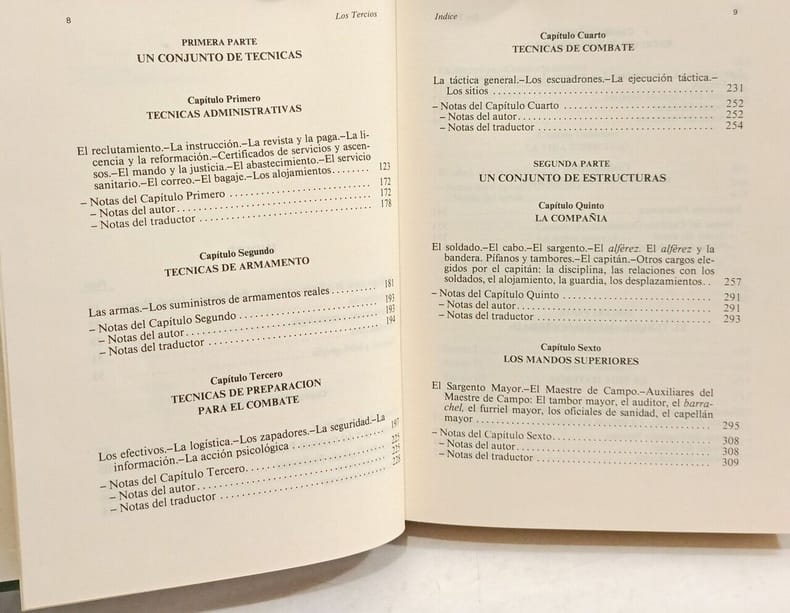 8
Los Tercios
PRIMERA PARTE
UN CONJUNTO DE TECNICAS
Capítulo Primero
TECNICAS ADMINISTRATIVAS
El reclutamiento.–La instrucción.–La revista y la paga.–La li-
cencia y la reformación.–Certificados de servicios y ascen-
sos.–El mando y la justicia.–El abastecimiento.–El servicio
sanitario.–El correo.–El bagaje.–Los alojamientos....... 123
– Notas del Capítulo Primero ........................ 172
– Notas del autor................................ 172
– Notas del traductor ............................ 178
Capítulo Segundo
TECNICAS DE ARMAMENTO
Las armas.–Los suministros de armamentos reales......... 181
– Notas del Capítulo Segundo ........................ 193
– Notas del autor................................ 193
– Notas del traductor ............................ 194
Capítulo Tercero
TECNICAS DE PREPARACION
PARA EL COMBATE
Los efectivos.–La logística.–Los zapadores.–La seguridad.–La
información.–La acción psicológica ................ 197
– Notas del Capítulo Tercero........................ 225
– Notas del autor................................ 225
– Notas del traductor ............................ 228
Indice
9
Capítulo Cuarto
TECNICAS DE COMBATE
La táctica general.–Los escuadrones.–La ejecución táctica.–
Los sitios ........................................ 231
– Notas del Capítulo Cuarto ........................ 252
– Notas del autor................................ 252
– Notas del traductor ............................ 254
SEGUNDA PARTE
UN CONJUNTO DE ESTRUCTURAS
Capítulo Quinto
LA COMPAÑIA
El soldado.–El cabo.–El sargento.–El alférez. El alférez y la
bandera. Pífanos y tambores.–El capitán.–Otros cargos ele-
gidos por el capitán: la disciplina, las relaciones con los
soldados, el alojamiento, la guardia, los desplazamientos.. 257
– Notas del Capítulo Quinto ........................ 291
– Notas del autor................................ 291
– Notas del traductor ............................ 293
Capítulo Sexto
LOS MANDOS SUPERIORES
El Sargento Mayor.–El Maestre de Campo.–Auxiliares del
Maestre de Campo: El tambor mayor, el auditor, el barra-
chel, el furriel mayor, los oficiales de sanidad, el capellán
mayor .......................................... 295
– Notas del Capítulo Sexto.......................... 308
– Notas del autor................................ 308
– Notas del traductor ............................ 309